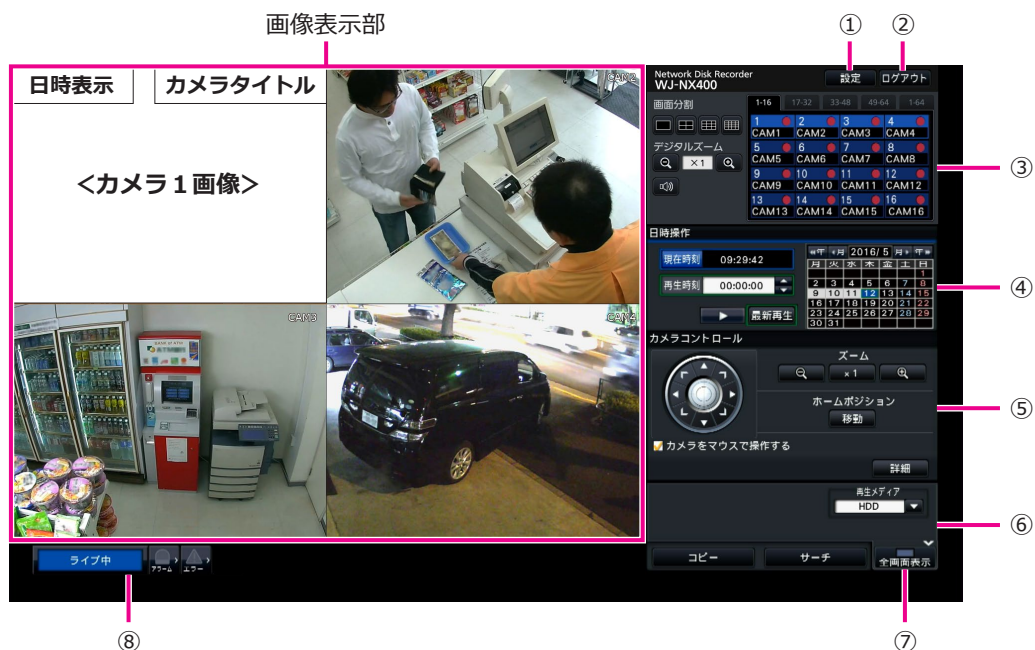 画像表示部
① ②
日時表示 カメラタイトル
<カメラ1画像>
CAM2
CAM3
CAM4
Network Disk Recorder
WJ-NX400
設定 ログアウト
画面分割
1-16 17-32 33-48 49-64 1-64
1 2 3 4
CAM1 CAM2 CAM3 CAM4
デジタルズーム
×1
5 6 7 8
CAM5 CAM6 CAM7 CAM8
9 10 11 12
CAM9 CAM10 CAM11 CAM12
13 14 15 16
CAM13 CAM14 CAM15 CAM16
③
日時操作
現在時刻 09:29:42
再生時刻 00:00:00
最新再生
年 月 2016/ 5 月 年
月 火 水 木 金 土 日
1
2 3 4 5 6 7 8
9 10 11 12 13 14 15
16 17 18 19 20 21 22
23 24 25 26 27 28 29
30 31
④
カメラコントロール
ズーム
×1
ホームポジション
移動
⑤
カメラをマウスで操作する
詳細
再生メディア
HDD
⑥
コピー サーチ 全画面表示
ライブ中 アラーム エラー
⑧ ⑦